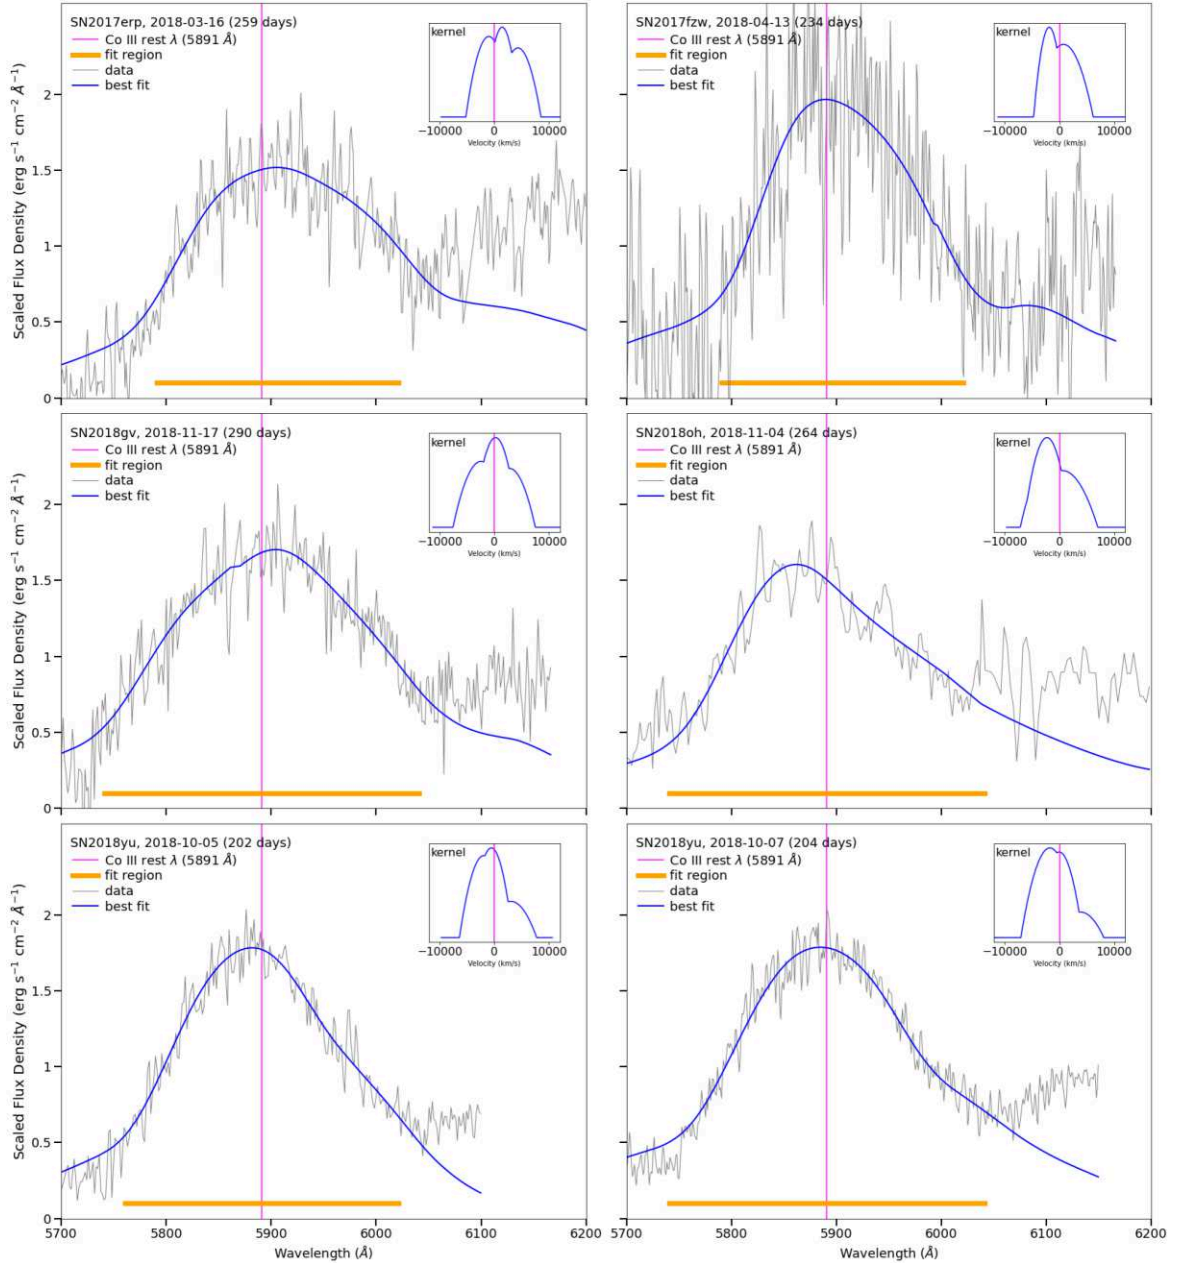 SN2017erp, 2018-03-16 (259 days)
Co III rest λ (5891 Å)
fit region
data
best fit
kernel
−10000 0 10000
Velocity (km/s)
Scaled Flux Density (erg s⁻¹ cm⁻² Å⁻¹)
2
1.5
1
0.5
0
SN2017fzw, 2018-04-13 (234 days)
Co III rest λ (5891 Å)
fit region
data
best fit
kernel
−10000 0 10000
Velocity (km/s)
SN2018gv, 2018-11-17 (290 days)
Co III rest λ (5891 Å)
fit region
data
best fit
kernel
−10000 0 10000
Velocity (km/s)
Scaled Flux Density (erg s⁻¹ cm⁻² Å⁻¹)
2
1.5
1
0.5
0
SN2018oh, 2018-11-04 (264 days)
Co III rest λ (5891 Å)
fit region
data
best fit
kernel
−10000 0 10000
Velocity (km/s)
SN2018yu, 2018-10-05 (202 days)
Co III rest λ (5891 Å)
fit region
data
best fit
kernel
−10000 0 10000
Velocity (km/s)
Scaled Flux Density (erg s⁻¹ cm⁻² Å⁻¹)
2
1.5
1
0.5
0
5700 5800 5900 6000 6100 6200
Wavelength (Å)
SN2018yu, 2018-10-07 (204 days)
Co III rest λ (5891 Å)
fit region
data
best fit
kernel
−10000 0 10000
Velocity (km/s)
5700 5800 5900 6000 6100 6200
Wavelength (Å)